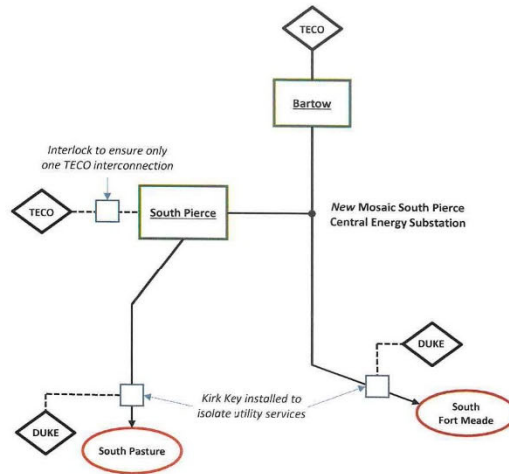 TECO
Bartow
Interlock to ensure only
one TECO interconnection
TECO
South Pierce
New Mosaic South Pierce
Central Energy Substation
DUKE
Kirk Key installed to
isolate utility services
DUKE
South Pasture
South
Fort Meade